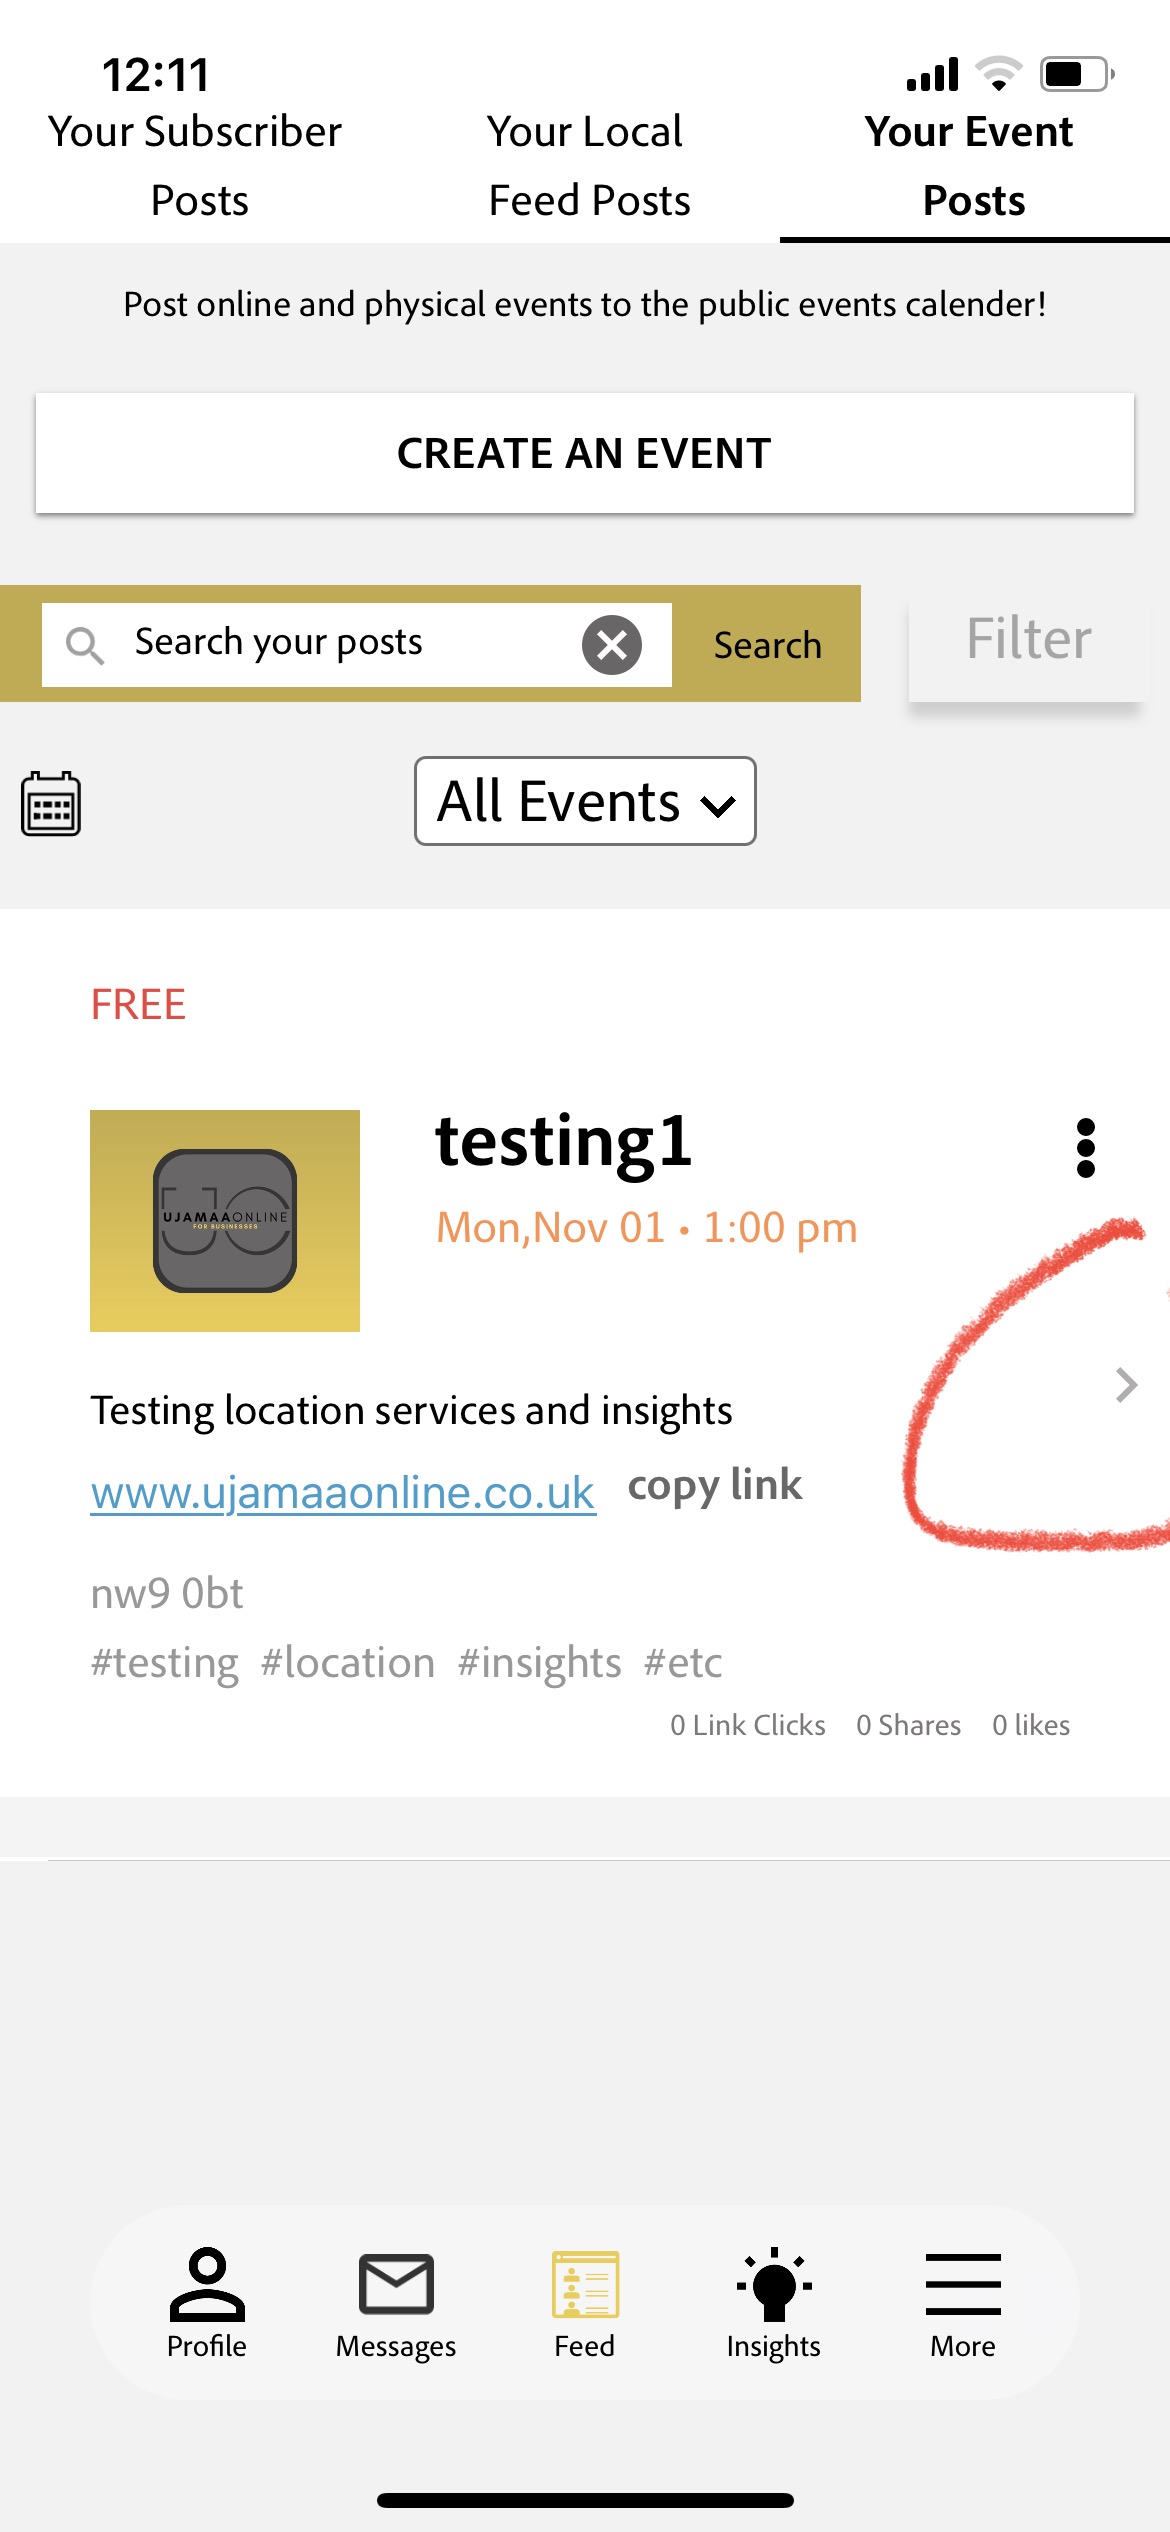 12:11
Your Subscriber Posts
Your Local Feed Posts
Your Event Posts
Post online and physical events to the public events calender!
CREATE AN EVENT
Search your posts
Search
Filter
All Events
FREE
UJAMAAONLINE
FOR BUSINESSES
testing1
Mon,Nov 01 • 1:00 pm
Testing location services and insights
www.ujamaaonline.co.uk copy link
nw9 0bt
#testing #location #insights #etc
0 Link Clicks 0 Shares 0 likes
Profile
Messages
Feed
Insights
More